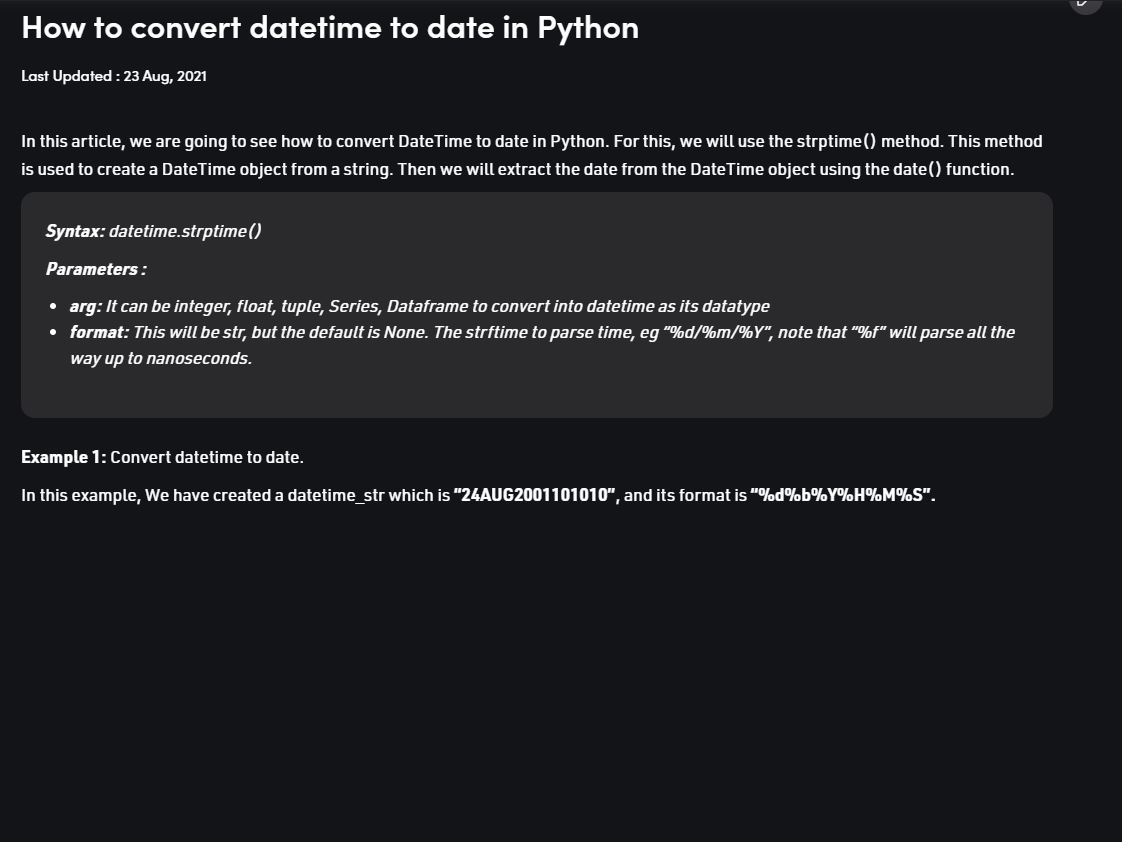 How to convert datetime to date in Python
Last Updated : 23 Aug, 2021
In this article, we are going to see how to convert DateTime to date in Python. For this, we will use the strptime() method. This method
is used to create a DateTime object from a string. Then we will extract the date from the DateTime object using the date() function.
Syntax: datetime.strptime()
Parameters :
• arg: It can be integer, float, tuple, Series, Dataframe to convert into datetime as its datatype
• format: This will be str, but the default is None. The strftime to parse time, eg “%d/%m/%Y”, note that “%f” will parse all the
way up to nanoseconds.
Example 1: Convert datetime to date.
In this example, We have created a datetime_str which is “24AUG2001101010”, and its format is “%d%b%Y%H%M%S”.